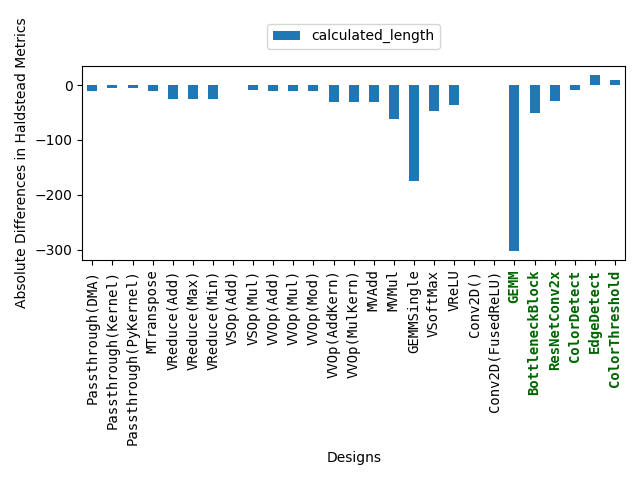 calculated_length
Absolute Differences in Haldstead Metrics
0
−100
−200
−300
Passthrough(DMA)
Passthrough(Kernel)
Passthrough(PyKernel)
MTranspose
VReduce(Add)
VReduce(Max)
VReduce(Min)
VSOp(Add)
VSOp(Mul)
VVOp(Add)
VVOp(Mul)
VVOp(Mod)
VVOp(AddKern)
VVOp(MulKern)
MVAdd
MVMul
GEMMSingle
VSoftMax
VReLU
Conv2D()
Conv2D(FusedReLU)
GEMM
BottleneckBlock
ResNetConv2x
ColorDetect
EdgeDetect
ColorThreshold
Designs